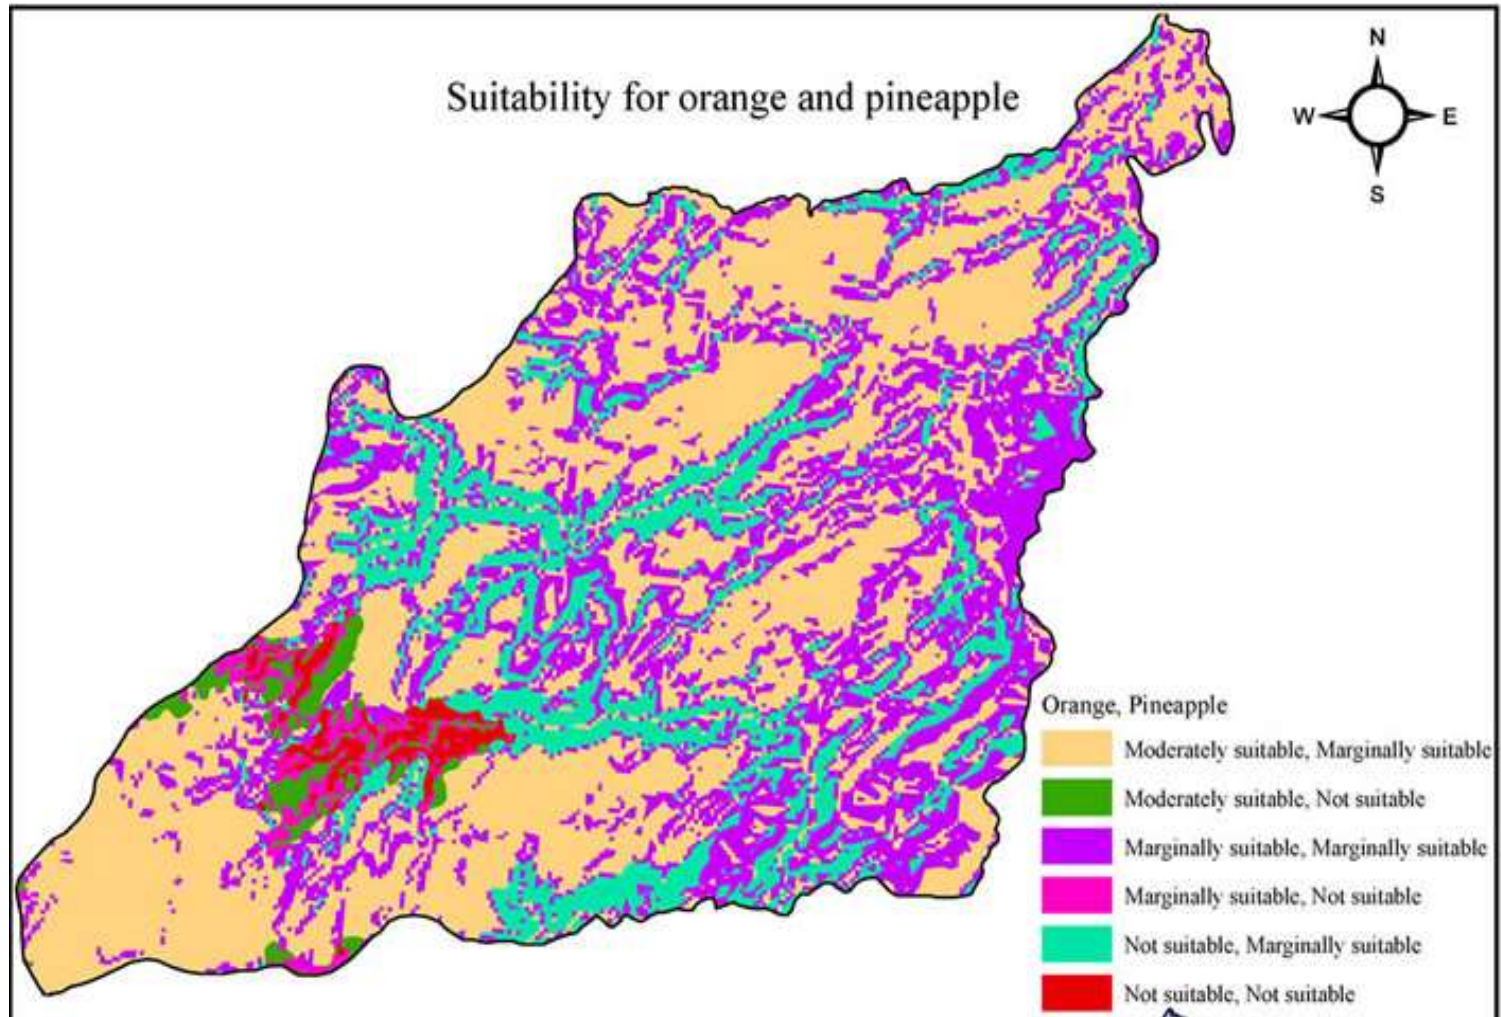 Suitability for orange and pineapple
N
W E
S
Orange, Pineapple
Moderately suitable, Marginally suitable
Moderately suitable, Not suitable
Marginally suitable, Marginally suitable
Marginally suitable, Not suitable
Not suitable, Marginally suitable
Not suitable, Not suitable